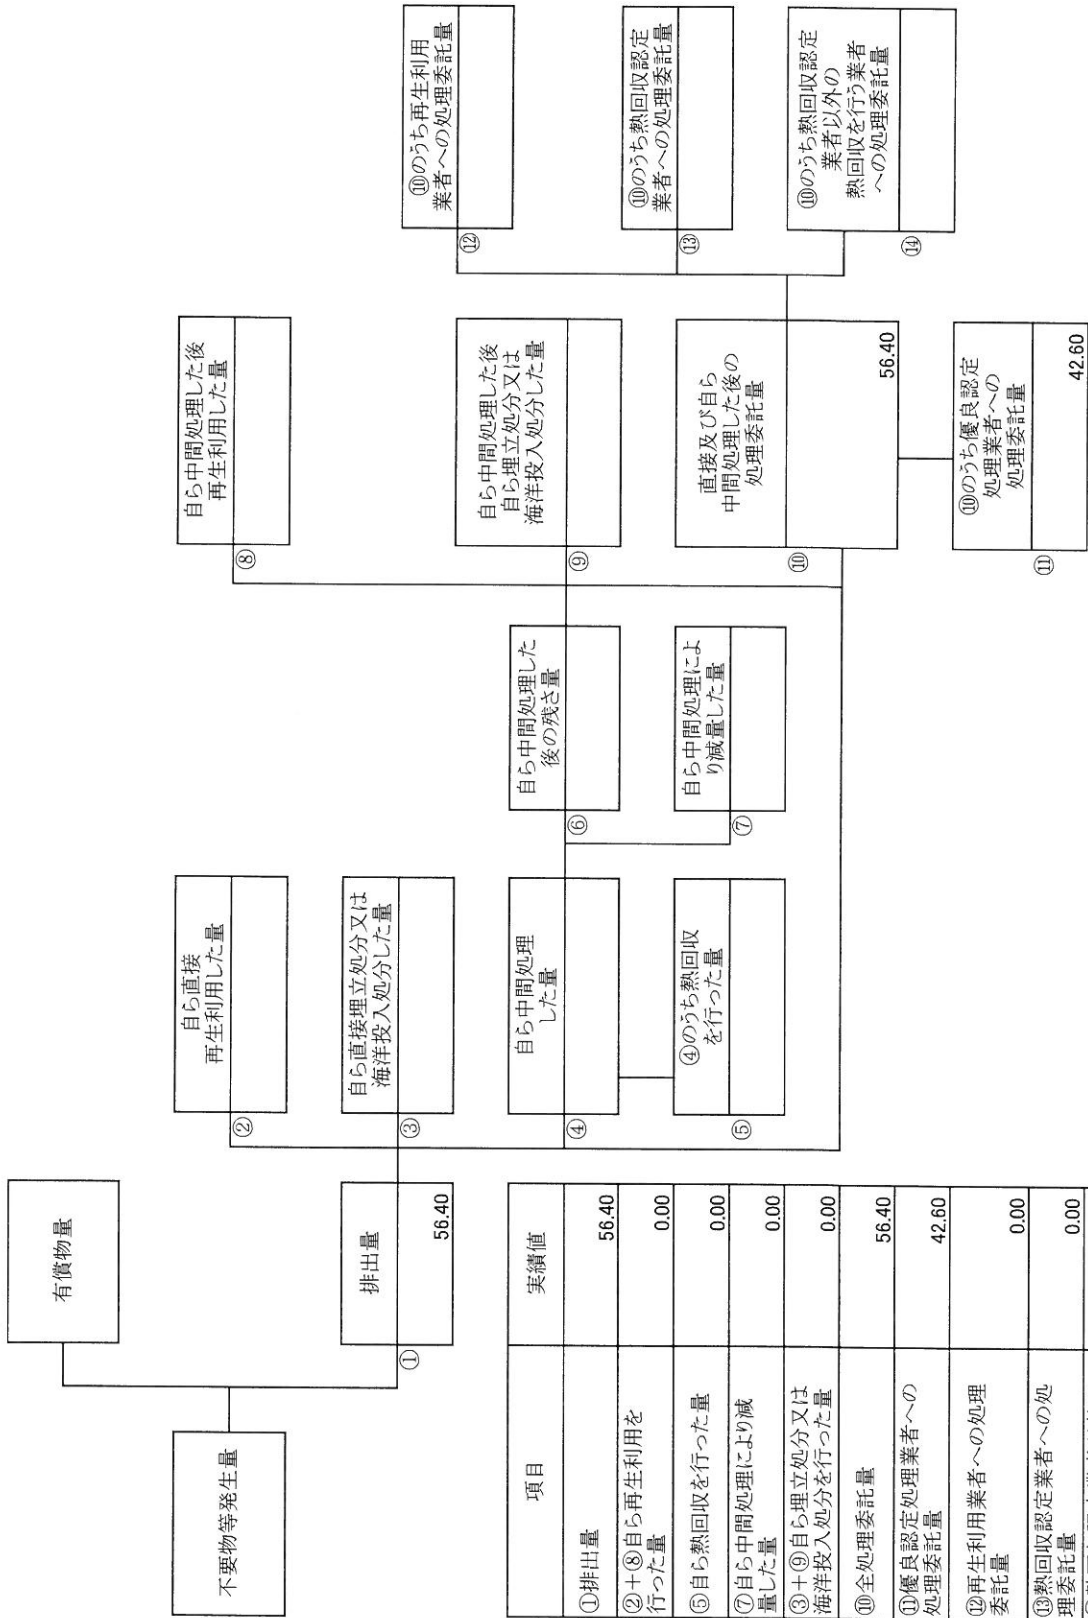 不要物等発生量
有償物量
排出量
①
56.40
自ら直接
再生利用した量
②
自ら直接埋立処分又は
海洋投入処分した量
③
自ら中間処理
した量
④
④のうち熱回収
を行った量
⑤
自ら中間処理した
後の残さ量
⑥
自ら中間処理によ
り減量した量
⑦
自ら中間処理した後
再生利用した量
⑧
自ら中間処理した後
自ら埋立処分又は
海洋投入処分した量
⑨
直接及び自ら
中間処理した後の
処理委託量
⑩
56.40
⑩のうち優良認定
処理業者への
処理委託量
⑪
42.60
⑩のうち再生利用
業者への処理委託量
⑫
⑩のうち熱回収認定
業者への処理委託量
⑬
⑩のうち熱回収認定
業者以外の
熱回収を行う業者
への処理委託量
⑭
項目 実績値
①排出量 56.40
②+⑧自ら再生利用を
行った量 0.00
⑤自ら熱回収を行った量 0.00
⑦自ら中間処理により減
量した量 0.00
③+⑨自ら埋立処分又は
海洋投入処分を行った量 0.00
⑩全処理委託量 56.40
⑪優良認定処理業者への
処理委託量 42.60
⑫再生利用業者への処理
委託量 0.00
⑬熱回収認定業者への処
理委託量 0.00